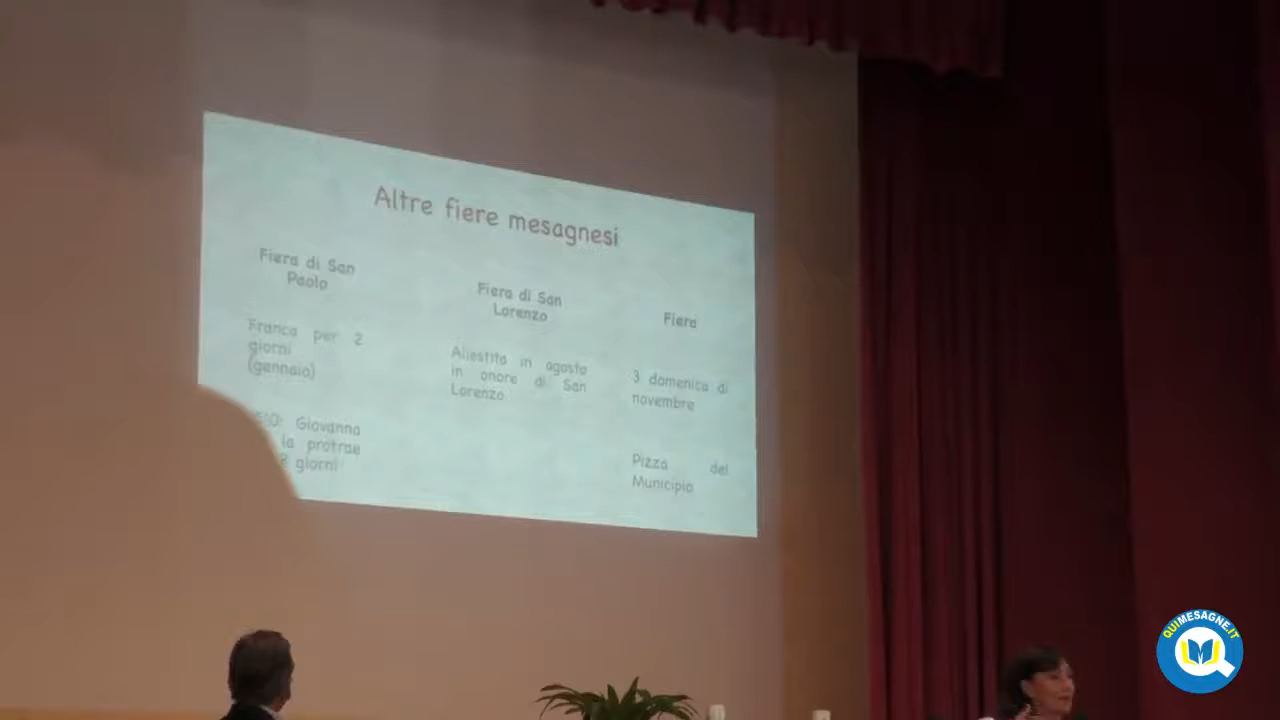 Altre fiere mesagnesi
Fiera di San
Paolo
Franca per 2
giorni
(gennaio)
Giovanna
la protrae
giorni
Fiera di San
Lorenzo
Allestita in agosto
in onore di San
Lorenzo
Fiera
3 domenica di
novembre
Pizza del
Municipio
QUIMESAGNE.IT